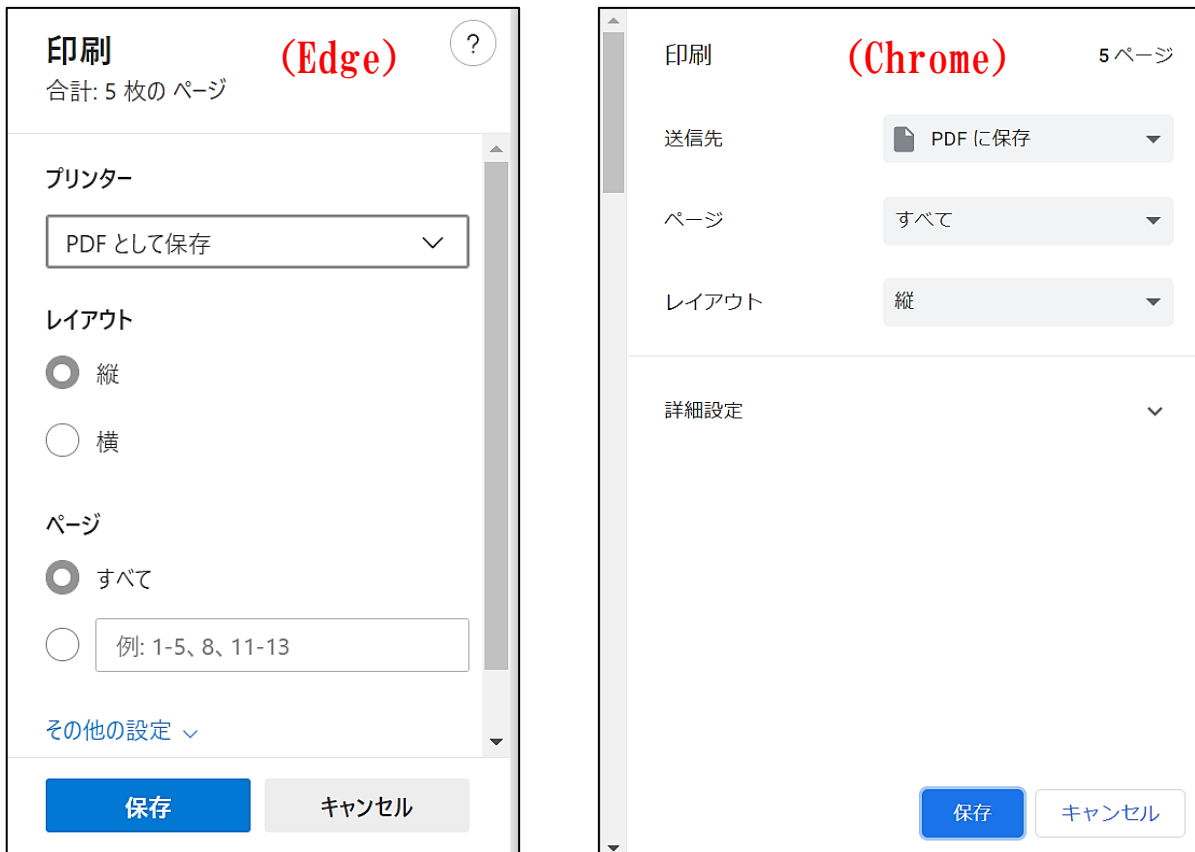 印刷
(Edge)
?
合計: 5 枚の ページ
プリンター
PDF として保存
レイアウト
縦
横
ページ
すべて
例: 1-5、8、11-13
その他の設定
保存
キャンセル
印刷
(Chrome)
5 ページ
送信先
PDF に保存
ページ
すべて
レイアウト
縦
詳細設定
保存
キャンセル